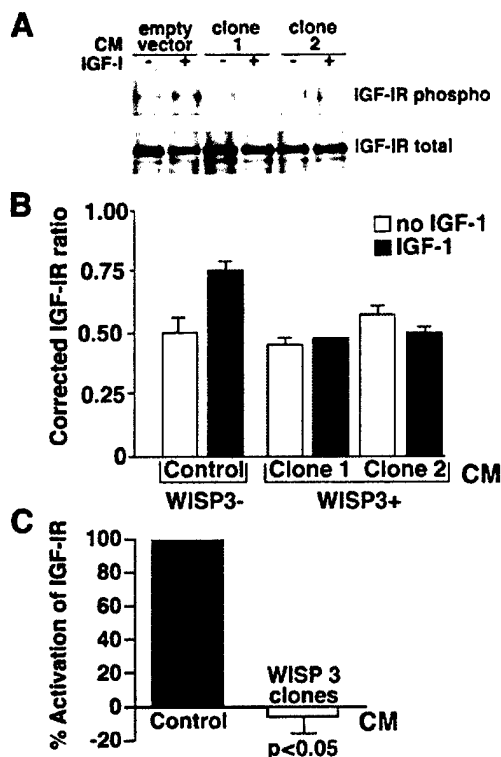 A
empty clone clone
CM vector 1 2
IGF-I - + - + - +
IGF-IR phospho
IGF-IR total
B
1.00
0.75
0.50
0.25
0
Corrected IGF-IR ratio
no IGF-1
IGF-1
Control Clone 1 Clone 2 CM
WISP3- WISP3+
C
100
80
60
40
20
0
-20
% Activation of IGF-IR
WISP 3
clones
Control CM
p<0.05